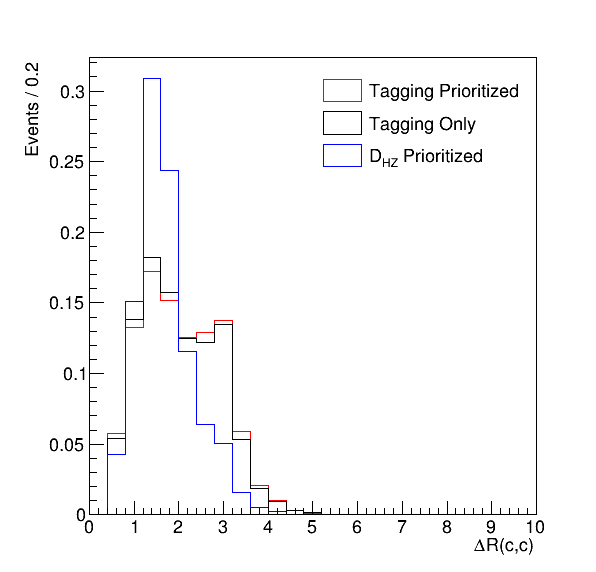 Events / 0.2
0.3
0.25
0.2
0.15
0.1
0.05
0
Tagging Prioritized
Tagging Only
D_HZ Prioritized
0 1 2 3 4 5 6 7 8 9 10
ΔR(c,c)